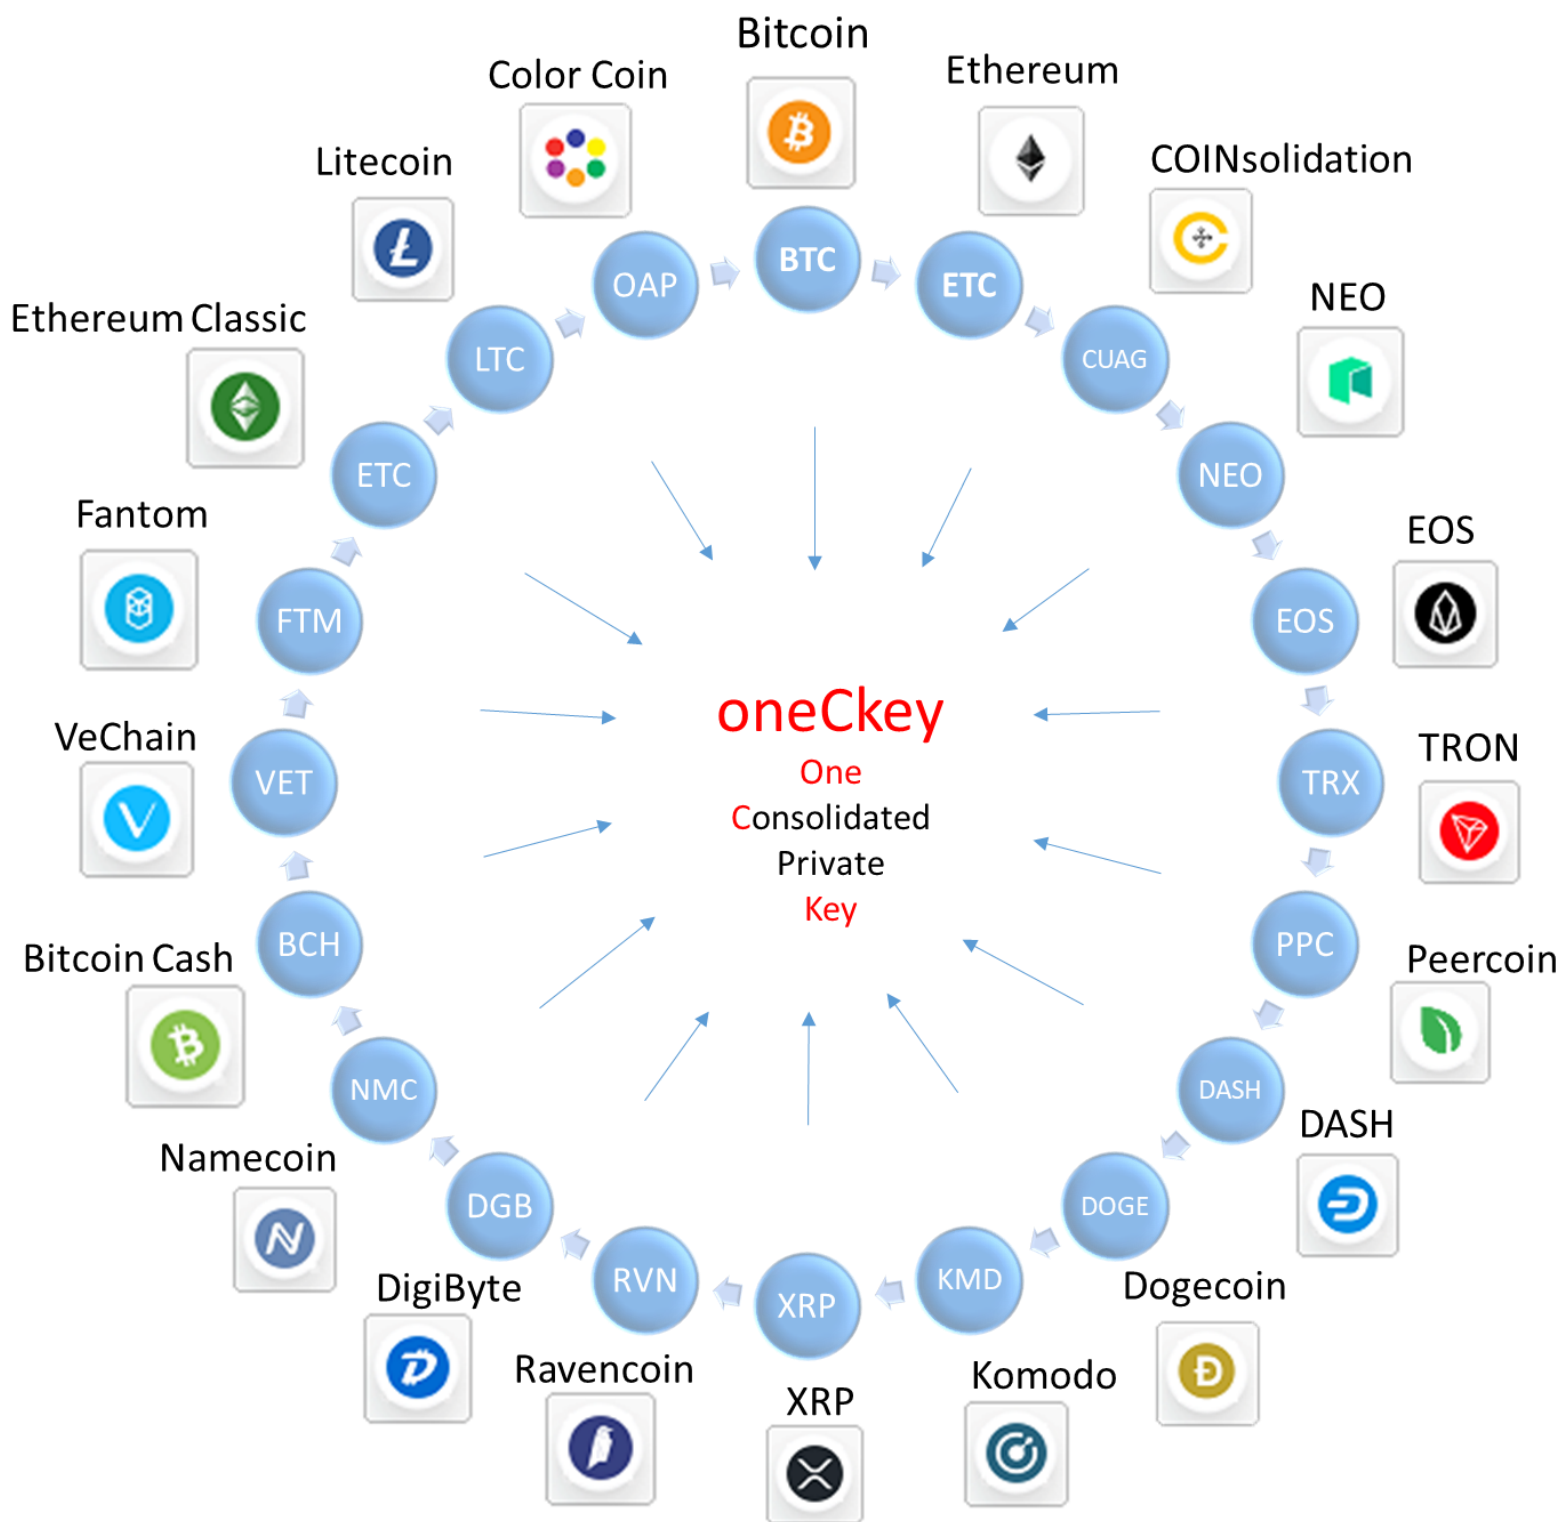 Bitcoin
Ethereum
Color Coin
COINsolidation
Litecoin
BTC
OAP
ETC
NEO
Ethereum Classic
LTC
CUAG
ETC
NEO
Fantom
EOS
FTM
EOS
oneCkey
One
Consolidated
Private
Key
VeChain
TRON
VET
TRX
BCH
PPC
Bitcoin Cash
Peercoin
NMC
DASH
DASH
Namecoin
DGB
DOGE
RVN
XRP
KMD
DigiByte
Dogecoin
Ravencoin
XRP
Komodo